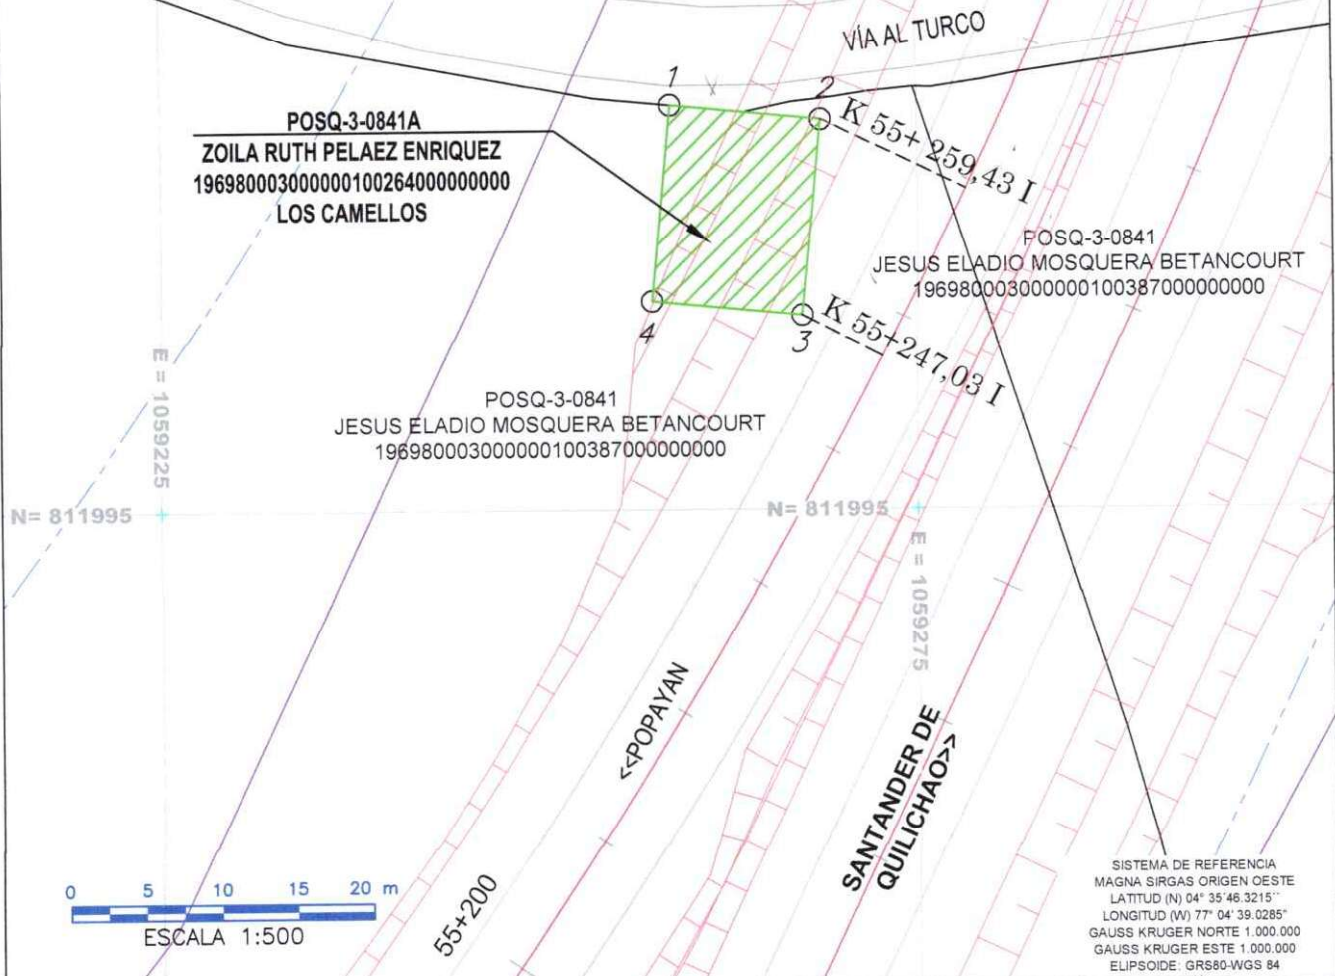 VÍA AL TURCO
1
2
K 55+ 259,43 I
POSQ-3-0841A
ZOILA RUTH PELAEZ ENRIQUEZ
196980003000000010026400000000
LOS CAMELLOS
POSQ-3-0841
JESUS ELADIO MOSQUERA BETANCOURT
196980003000000010038700000000
4
3
K 55+247,03 I
E = 1059225
POSQ-3-0841
JESUS ELADIO MOSQUERA BETANCOURT
196980003000000010038700000000
N= 811995
N= 811995
E = 1059275
<<POPAYAN
SANTANDER DE
QUILICHAO>>
55+200
0 5 10 15 20 m
ESCALA 1:500
SISTEMA DE REFERENCIA
MAGNA SIRGAS ORIGEN OESTE
LATITUD (N) 04° 35'46.3215''
LONGITUD (W) 77° 04' 39.0285"
GAUSS KRUGER NORTE 1.000.000
GAUSS KRUGER ESTE 1.000.000
ELIPSOIDE: GRS80-WGS 84